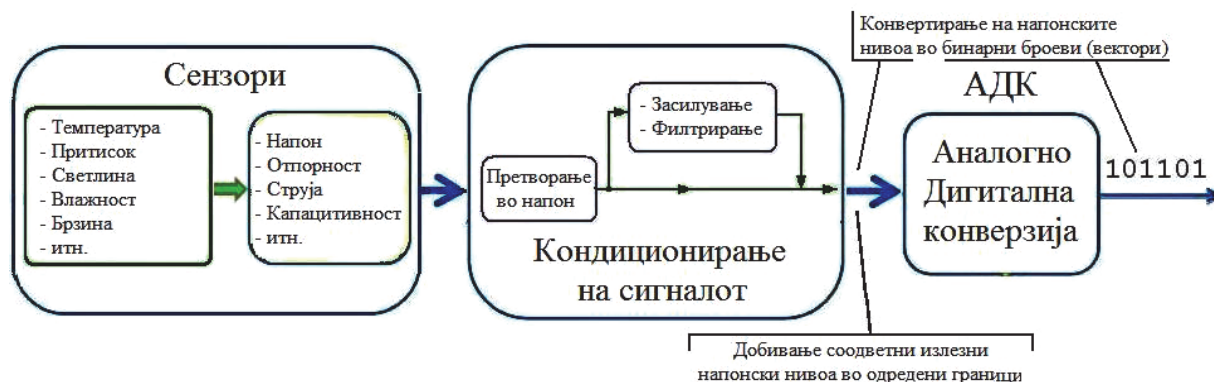 Сензори
- Температура
- Притисок
- Светлина
- Влажност
- Брзина
- итн.
- Напон
- Отпорност
- Струја
- Капацитивност
- итн.
Претворање
во напон
- Засилување
- Филтрирање
Кондиционирање
на сигналот
Конвертирање на напонските
нивоа во бинарни броеви (вектори)
АДК
Аналогно
Дигитална
конверзија
101101
Добивање соодветни излезни
напонски нивоа во одредени граници